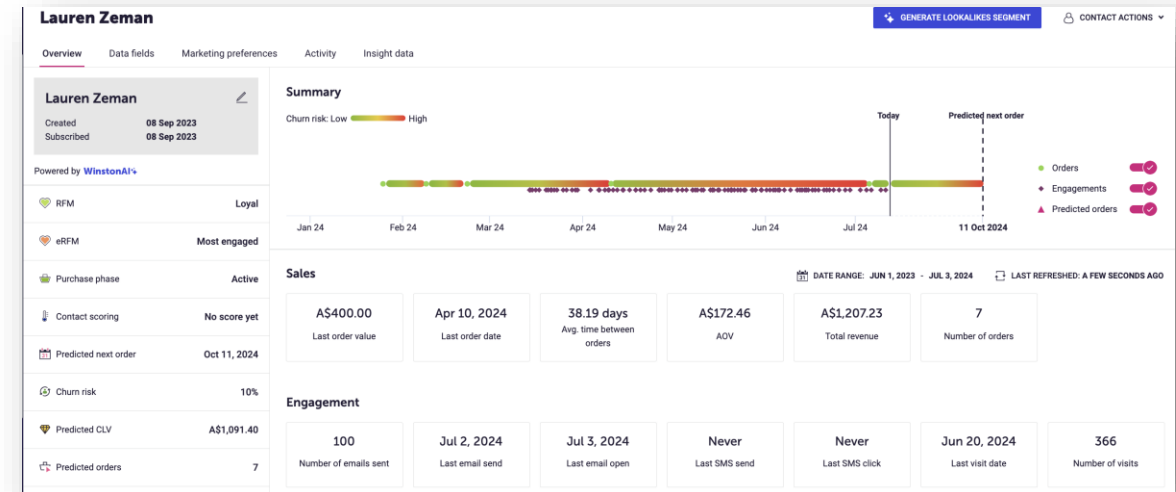 Lauren Zeman
GENERATE LOOKALIKES SEGMENT
CONTACT ACTIONS
Overview Data fields Marketing preferences Activity Insight data
Lauren Zeman
Created 08 Sep 2023
Subscribed 08 Sep 2023
Powered by WinstonAI
RFM Loyal
eRFM Most engaged
Purchase phase Active
Contact scoring No score yet
Predicted next order Oct 11, 2024
Churn risk 10%
Predicted CLV A$1,091.40
Predicted orders 7
Summary
Churn risk: Low High
Today Predicted next order
Orders
Engagements
Predicted orders
Jan 24 Feb 24 Mar 24 Apr 24 May 24 Jun 24 Jul 24 11 Oct 2024
Sales
DATE RANGE: JUN 1, 2023 - JUL 3, 2024 LAST REFRESHED: A FEW SECONDS AGO
A$400.00 Apr 10, 2024 38.19 days A$172.46 A$1,207.23 7
Last order value Last order date Avg. time between AOV Total revenue Number of orders
orders
Engagement
100 Jul 2, 2024 Jul 3, 2024 Never Never Jun 20, 2024 366
Number of emails sent Last email send Last email open Last SMS send Last SMS click Last visit date Number of visits